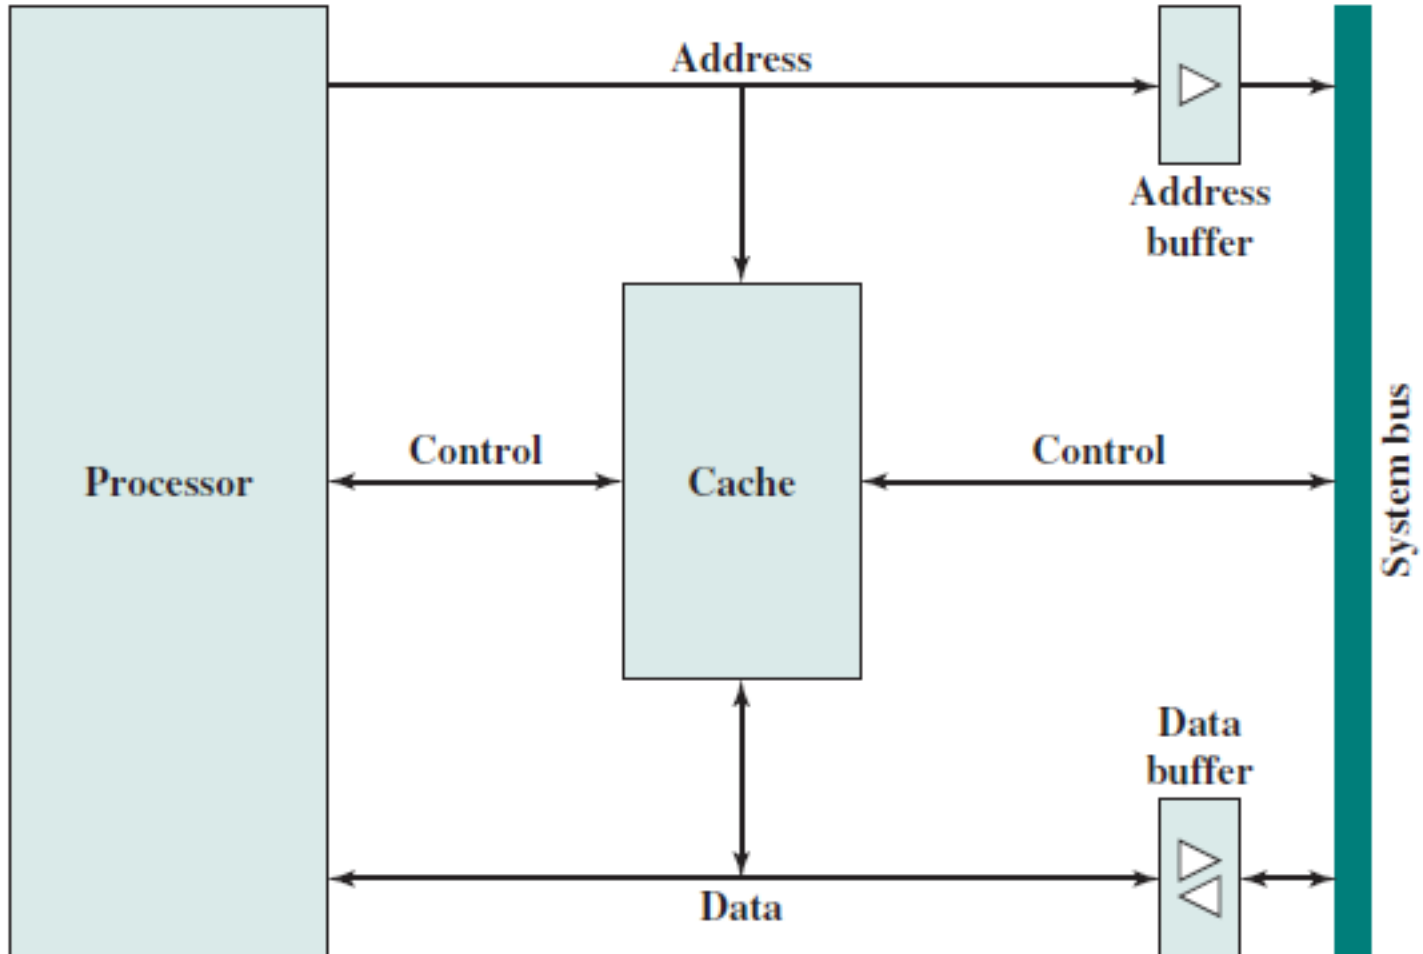 Address
Address
buffer
Control
Control
Processor
Cache
System bus
Data
buffer
Data